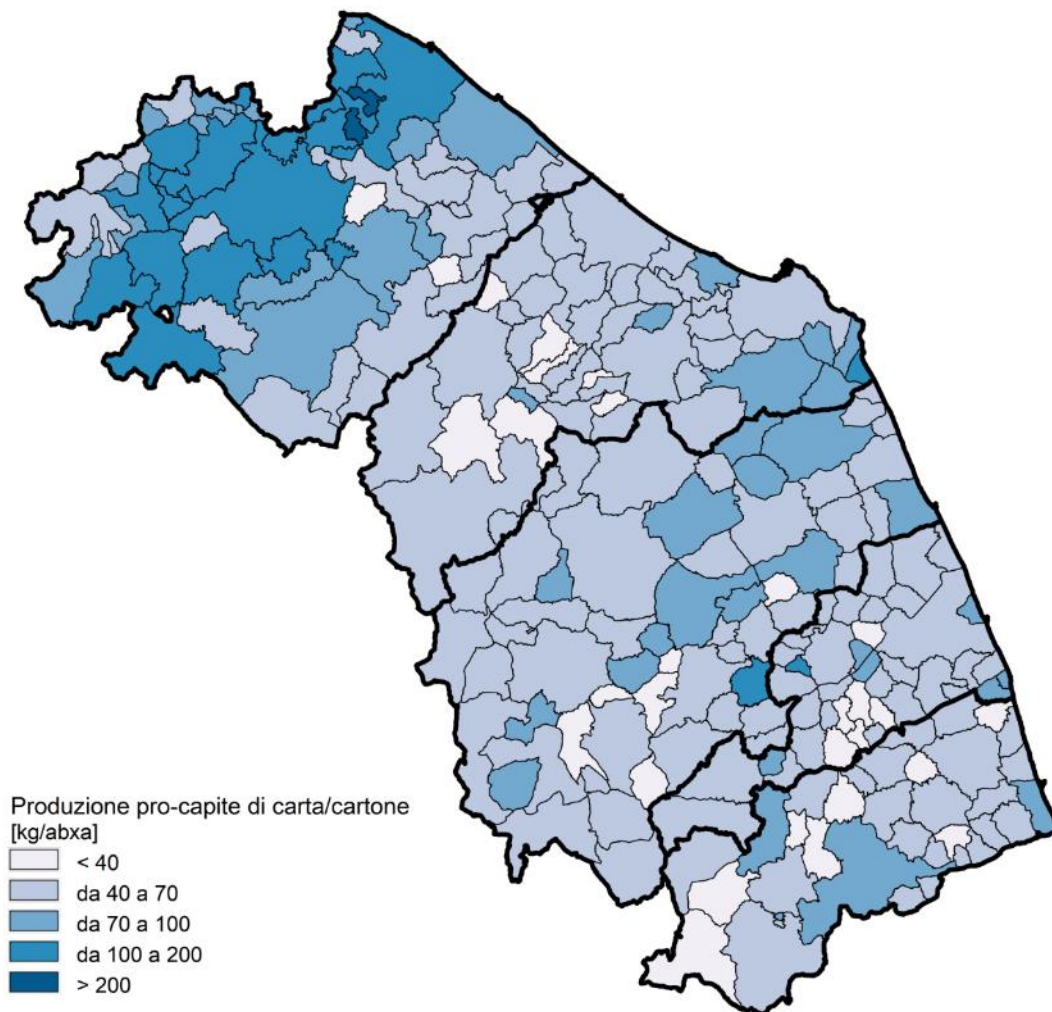 Produzione pro-capite di carta/cartone
[kg/abxa]
< 40
da 40 a 70
da 70 a 100
da 100 a 200
> 200